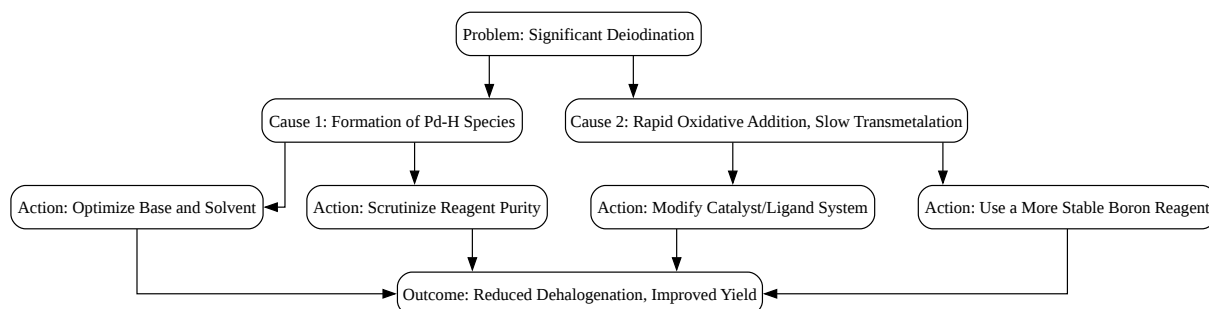 Problem: Significant Deiodination
Cause 1: Formation of Pd-H Species
Cause 2: Rapid Oxidative Addition, Slow Transmetalation
Action: Optimize Base and Solvent
Action: Scrutinize Reagent Purity
Action: Modify Catalyst/Ligand System
Action: Use a More Stable Boron Reagent
Outcome: Reduced Dehalogenation, Improved Yield